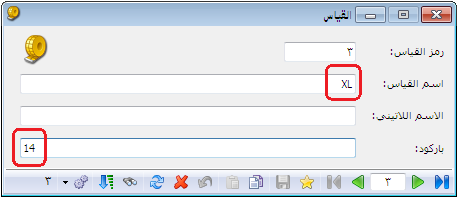 القياس
رمز القياس: ٣
اسم القياس: XL
الاسم اللاتيني:
باركود: 14
٣ ٣